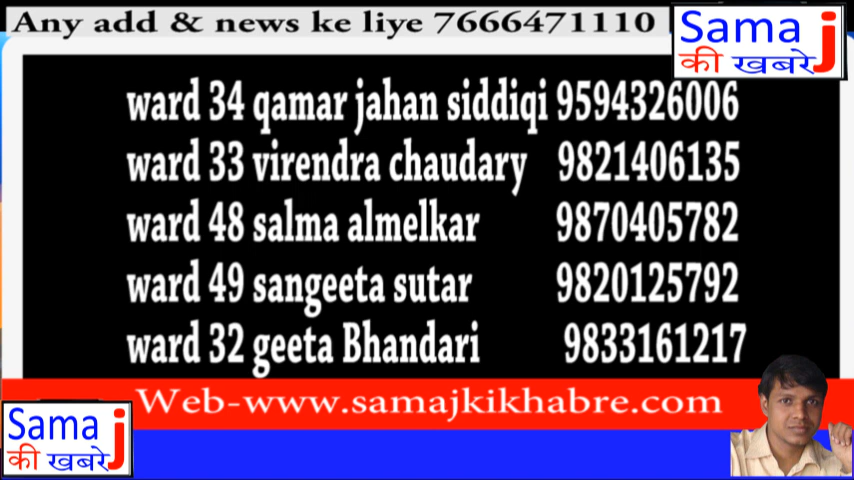 Any add & news ke liye 7666471110
Samaj
की खबरे
ward 34 qamar jahan siddiqi 9594326006
ward 33 virendra chaudary 9821406135
ward 48 salma almelkar 9870405782
ward 49 sangeeta sutar 9820125792
ward 32 geeta Bhandari 9833161217
Web-www.samajkikhabre.com
Samaj
की खबरे